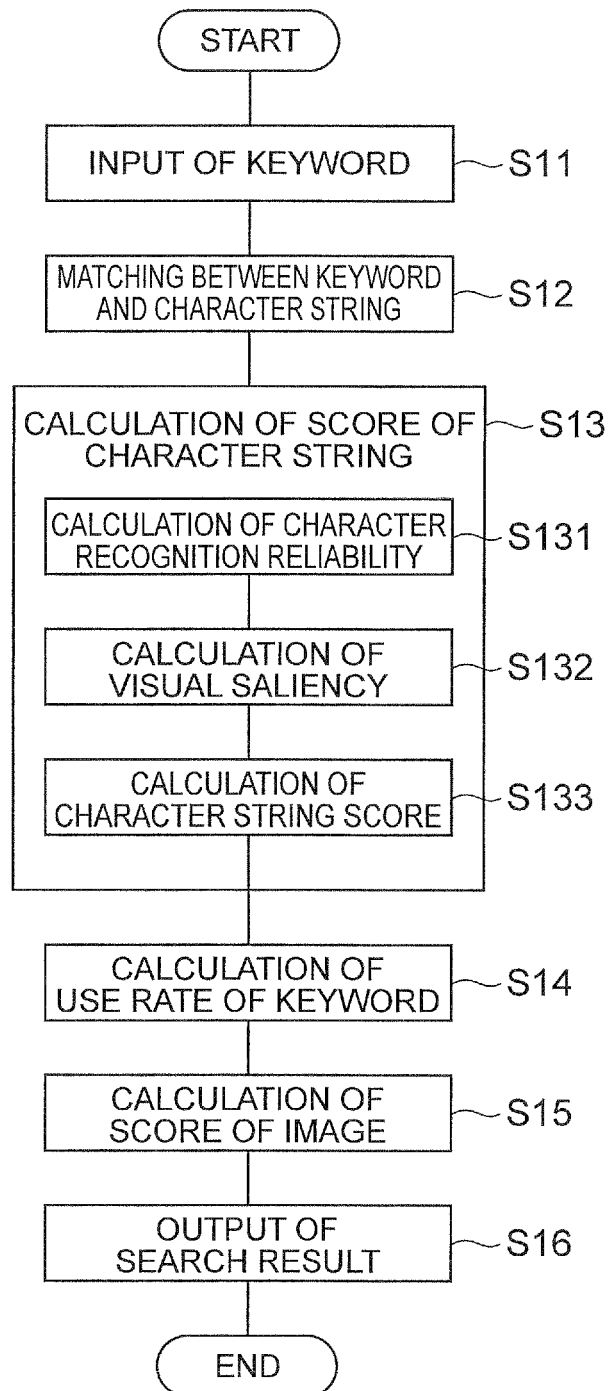 START
INPUT OF KEYWORD
S11
MATCHING BETWEEN KEYWORD
AND CHARACTER STRING
S12
CALCULATION OF SCORE OF
CHARACTER STRING
S13
CALCULATION OF CHARACTER
RECOGNITION RELIABILITY
S131
CALCULATION OF
VISUAL SALIENCY
S132
CALCULATION OF
CHARACTER STRING SCORE
S133
CALCULATION OF
USE RATE OF KEYWORD
S14
CALCULATION OF
SCORE OF IMAGE
S15
OUTPUT OF
SEARCH RESULT
S16
END